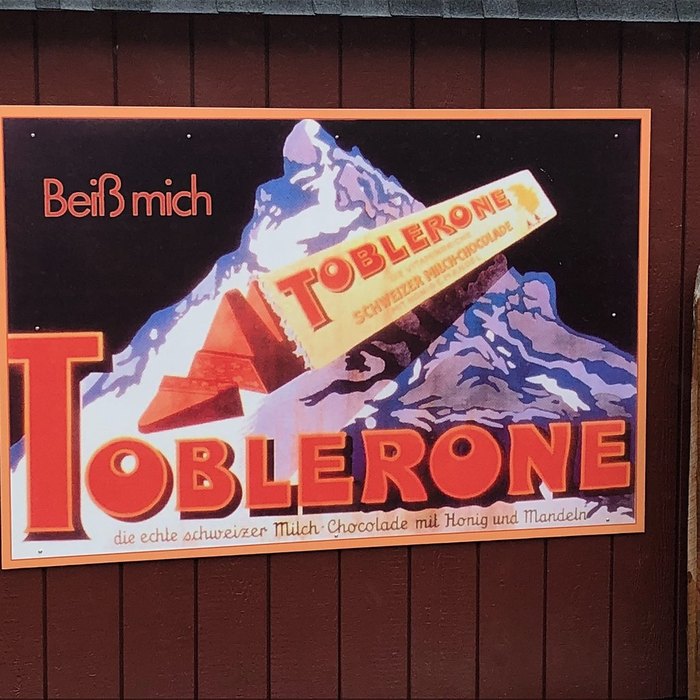 Beiß mich
TOBLERONE
SCHWEIZER MILCH-CHOCOLADE
TOBLERONE
die echte schweizer Milch-Chocolade mit Honig und Mandeln